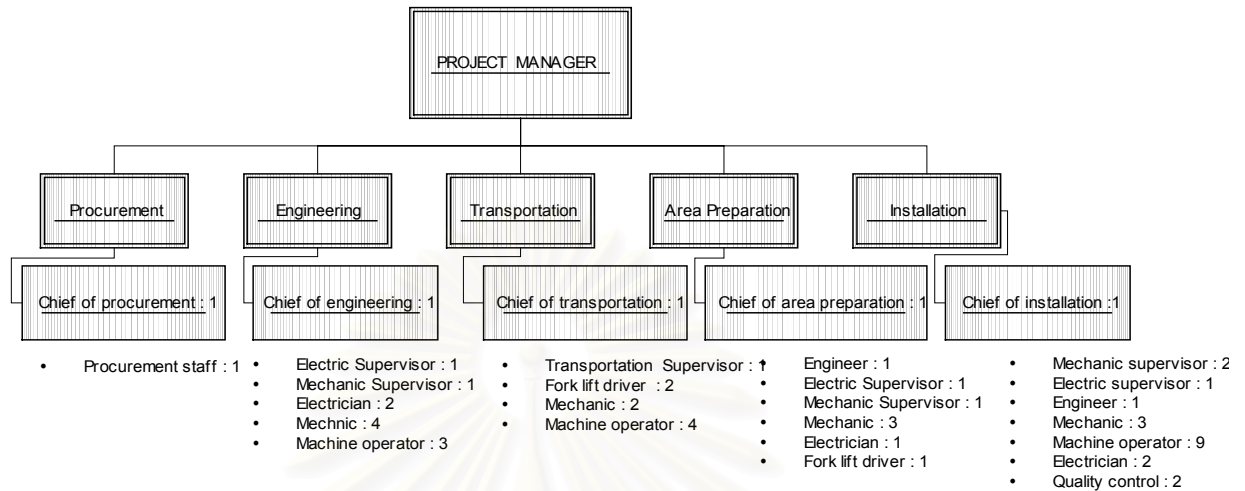 PROJECT MANAGER
Procurement
Engineering
Transportation
Area Preparation
Installation
Chief of procurement : 1
Chief of engineering : 1
Chief of transportation : 1
Chief of area preparation : 1
Chief of installation :1
• Procurement staff : 1
• Electric Supervisor : 1
• Mechanic Supervisor : 1
• Electrician : 2
• Mechnic : 4
• Machine operator : 3
• Transportation Supervisor : 1
• Fork lift driver : 2
• Mechanic : 2
• Machine operator : 4
• Engineer : 1
• Electric Supervisor : 1
• Mechanic Supervisor : 1
• Mechanic : 3
• Electrician : 1
• Fork lift driver : 1
• Mechanic supervisor : 2
• Electric supervisor : 1
• Engineer : 1
• Mechanic : 3
• Machine operator : 9
• Electrician : 2
• Quality control : 2